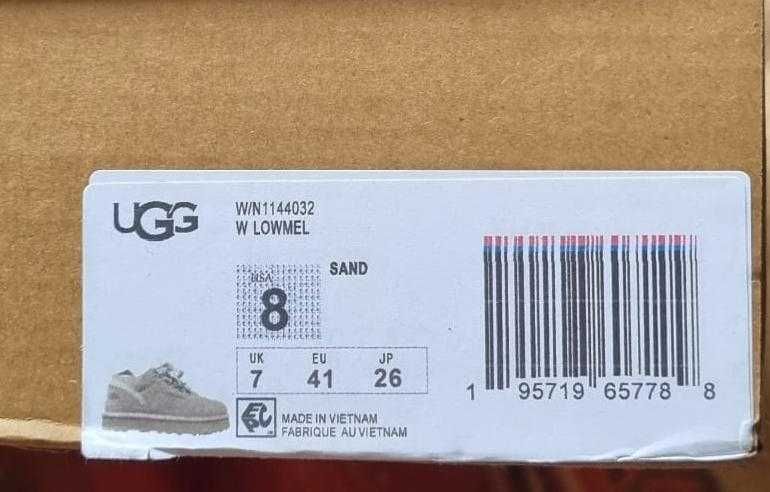 UGG
W/N1144032
W LOWMEL
SAND
USA
8
UK EU JP
7 41 26
MADE IN VIETNAM
FABRIQUE AU VIETNAM
1 95719 65778 8